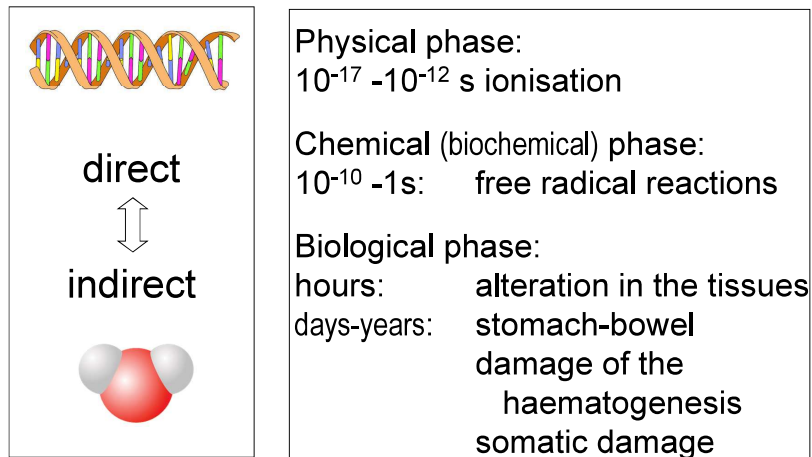 direct
indirect
Physical phase:
10⁻¹⁷ -10⁻¹² s ionisation
Chemical (biochemical) phase:
10⁻¹⁰ -1s: free radical reactions
Biological phase:
hours: alteration in the tissues
days-years: stomach-bowel
damage of the
haematogenesis
somatic damage